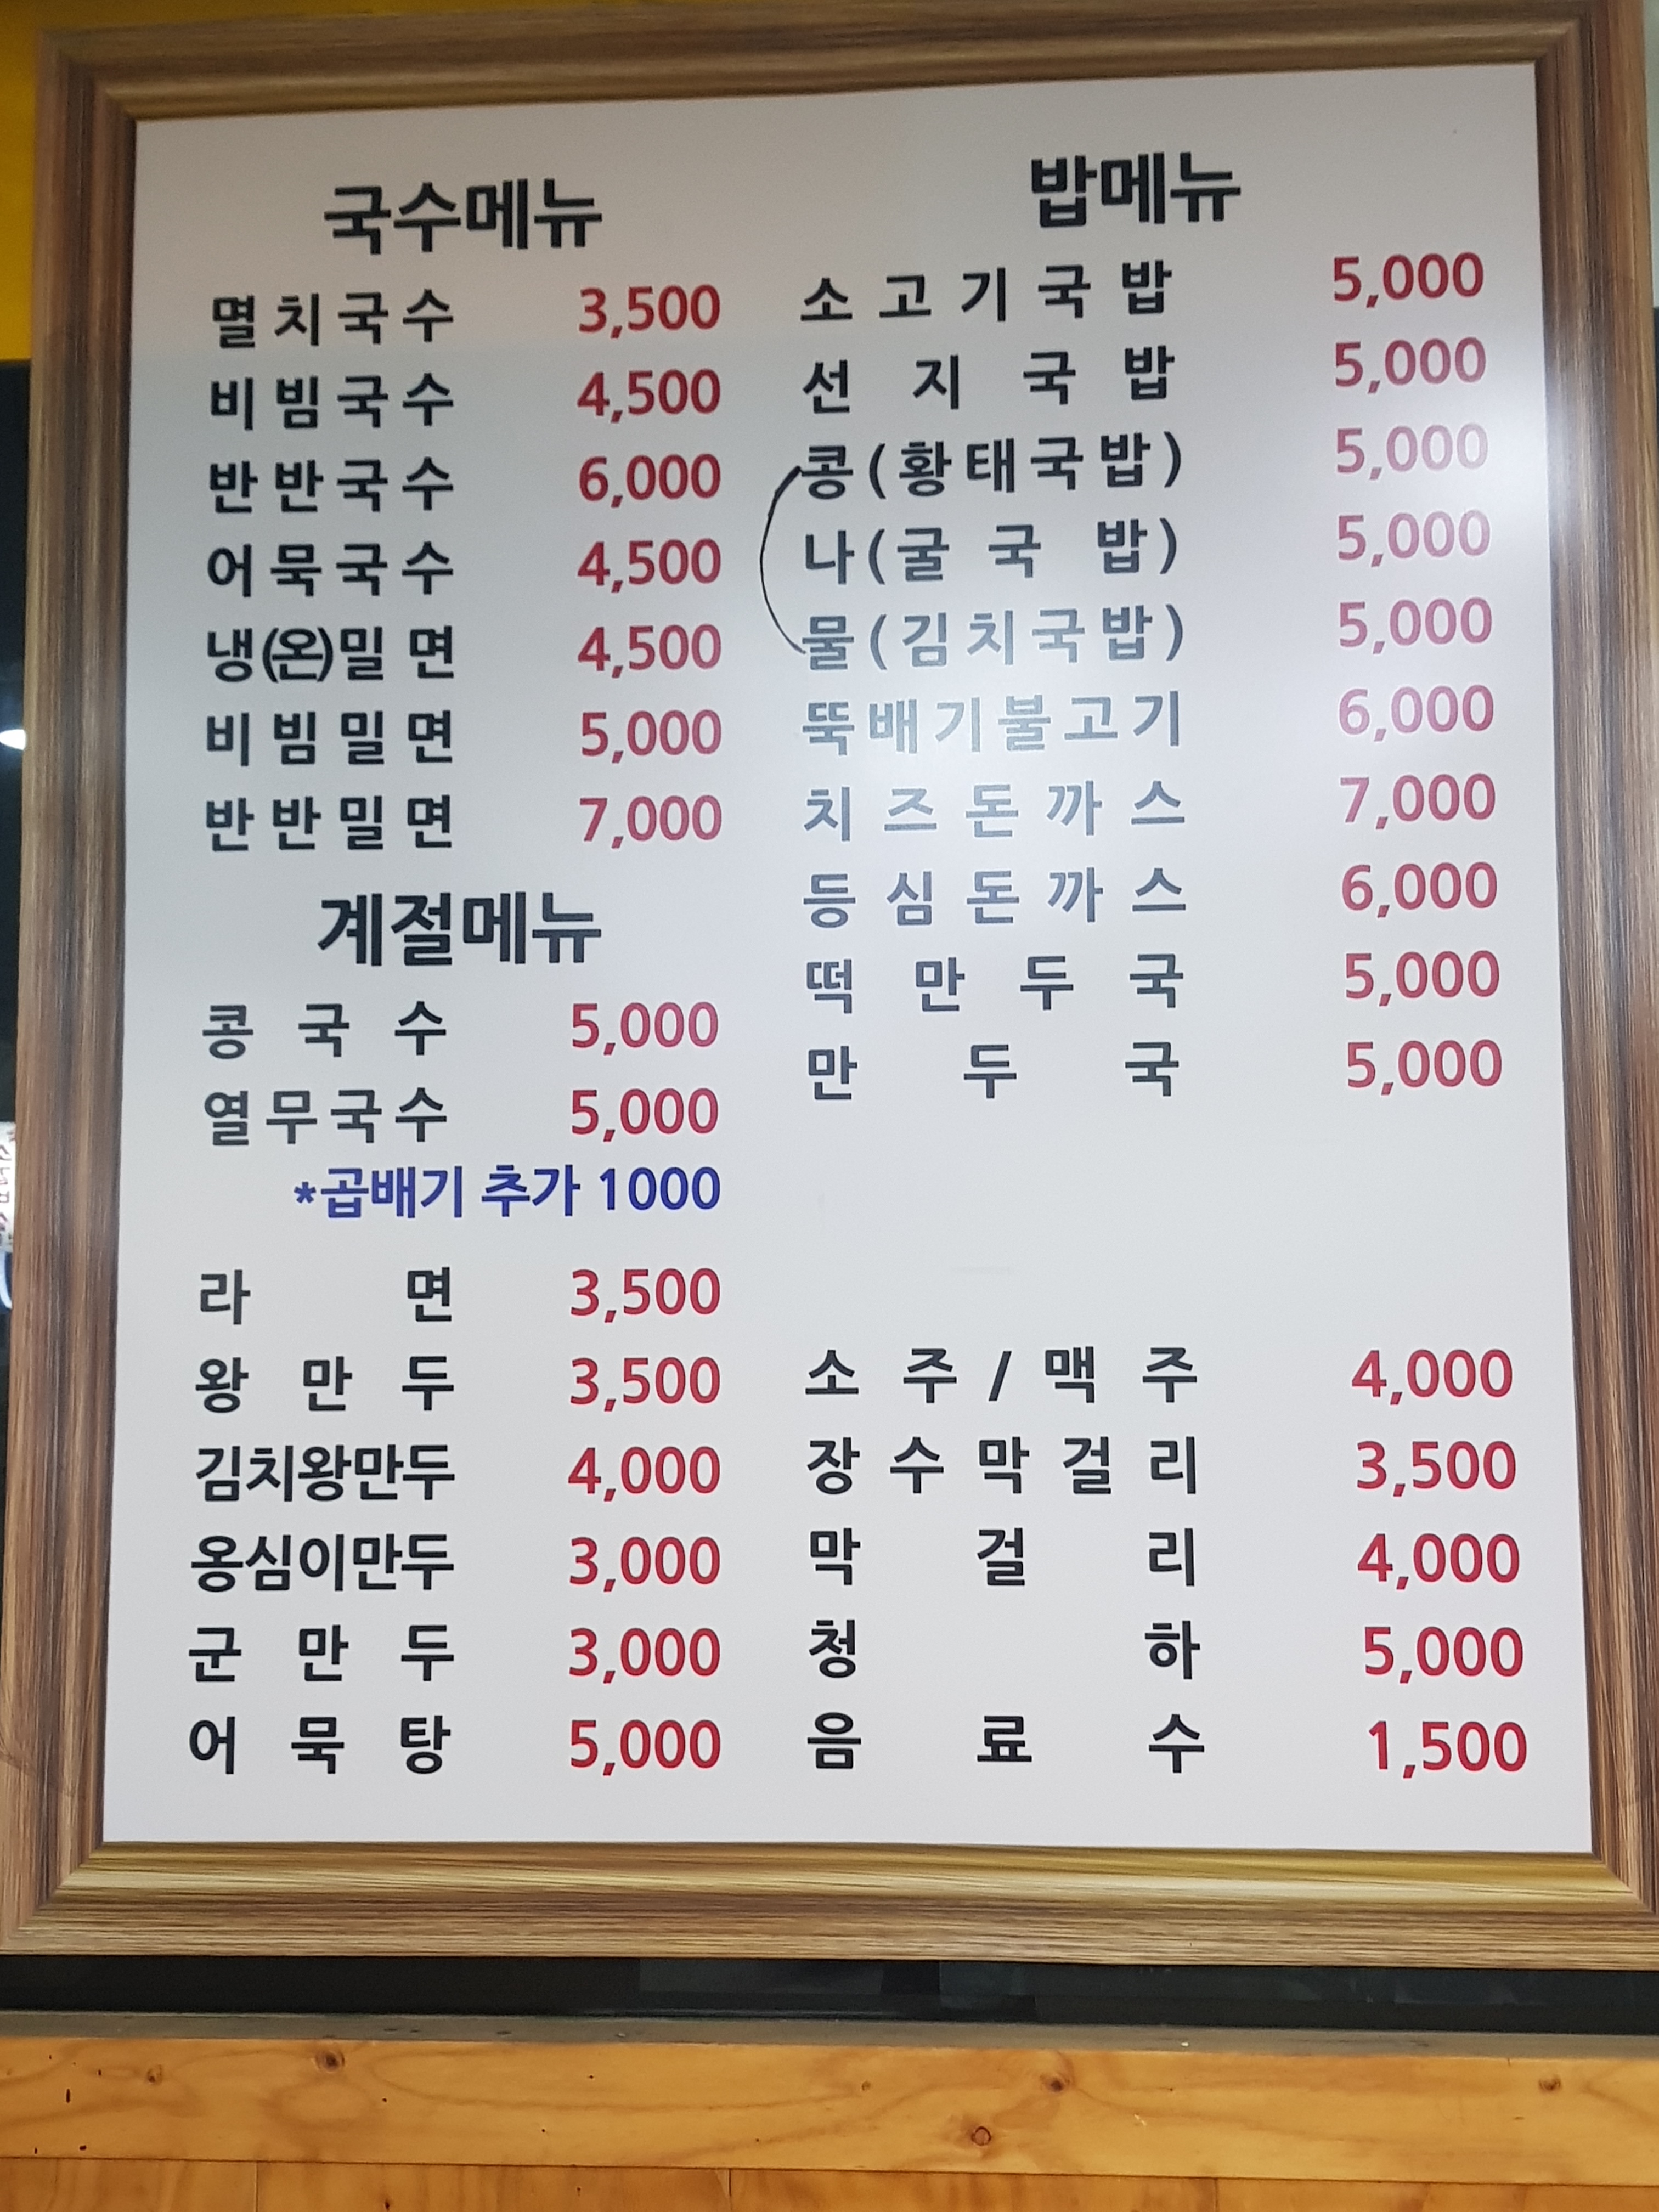 국수메뉴
멸치국수 3,500
비빔국수 4,500
반반국수 6,000
어묵국수 4,500
냉(온)밀면 4,500
비빔밀면 5,000
반반밀면 7,000
계절메뉴
콩국수 5,000
열무국수 5,000
*곱배기 추가 1000
라면 3,500
왕만두 3,500
김치왕만두 4,000
옹심이만두 3,000
군만두 3,000
어묵탕 5,000
밥메뉴
소고기국밥 5,000
선지국밥 5,000
콩(황태국밥) 5,000
나(굴국밥) 5,000
물(김치국밥) 5,000
뚝배기불고기 6,000
치즈돈까스 7,000
등심돈까스 6,000
떡만두국 5,000
만두국 5,000
소주/맥주 4,000
장수막걸리 3,500
막걸리 4,000
청하 5,000
음료수 1,500